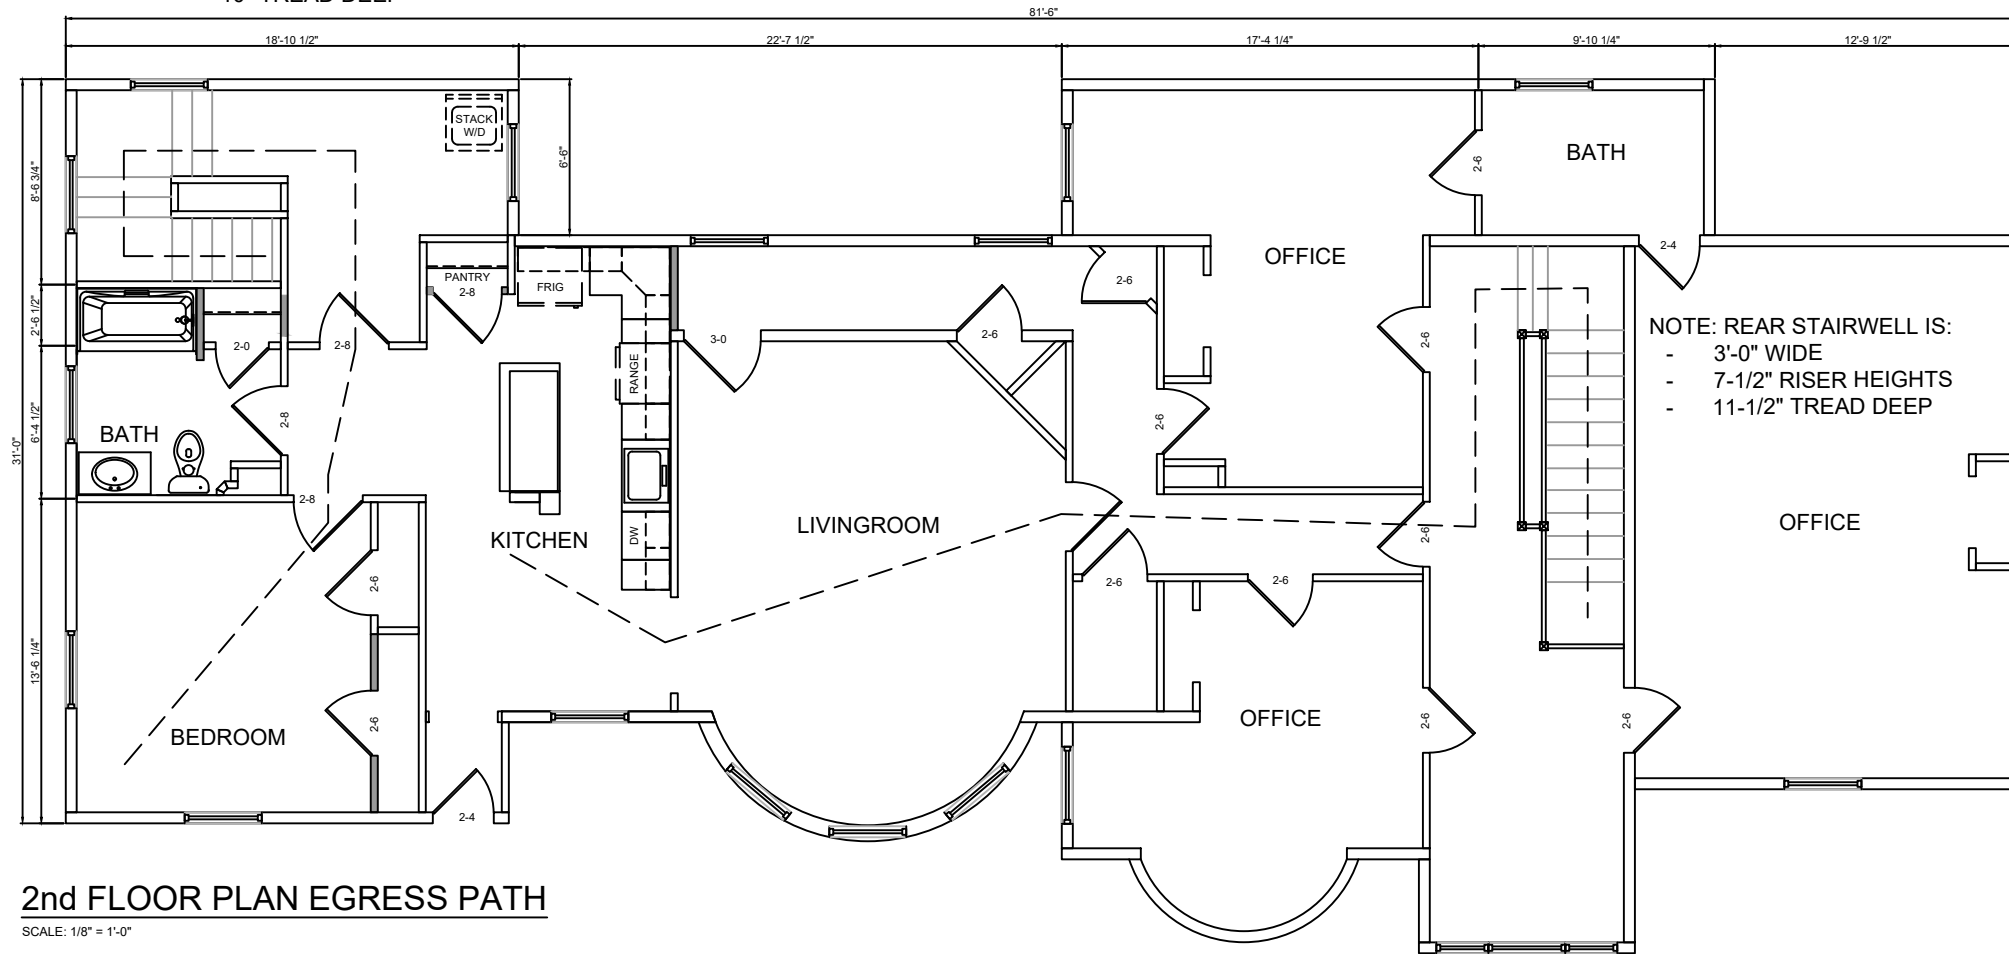 81'-6"
18'-10 1/2"
22'-7 1/2"
17'-4 1/4"
9'-10 1/4"
12'-9 1/2"
31'-0"
8'-6 3/4"
2'-6 1/2"
6'-4 1/2"
13'-6 1/4"
6'-6"
STACK
W/D
PANTRY
2-8
FRIG
RANGE
DW
2-0
2-8
2-8
2-8
BATH
KITCHEN
BEDROOM
2-6
2-6
2-4
3-0
2-6
2-6
LIVINGROOM
2-6
2-6
2-6
OFFICE
2-6
2-6
2-6
BATH
2-4
OFFICE
2-6
2-6
NOTE: REAR STAIRWELL IS:
- 3'-0" WIDE
- 7-1/2" RISER HEIGHTS
- 11-1/2" TREAD DEEP
OFFICE
2nd FLOOR PLAN EGRESS PATH
SCALE: 1/8" = 1'-0"